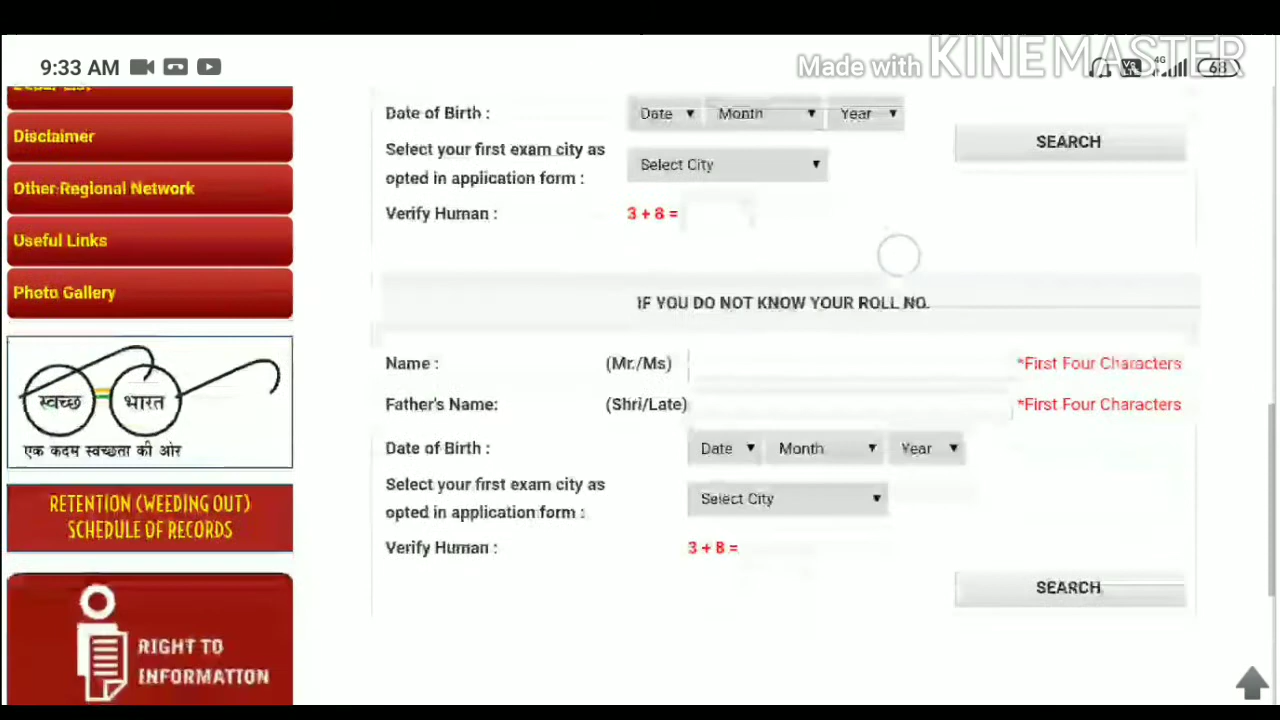 9:33 AM
Made with KINEMASTER
4G
68
Date of Birth :
Date
Month
Year
SEARCH
Select your first exam city as
opted in application form :
Select City
Verify Human :
3 + 8 =
Disclaimer
Other Regional Network
Useful Links
Photo Gallery
IF YOU DO NOT KNOW YOUR ROLL NO.
Name :
(Mr./Ms)
*First Four Characters
Father's Name:
(Shri/Late)
*First Four Characters
Date of Birth :
Date
Month
Year
Select your first exam city as
opted in application form :
Select City
Verify Human :
3 + 8 =
SEARCH
स्वच्छ
भारत
एक कदम स्वच्छता की ओर
RETENTION (WEEDING OUT)
SCHEDULE OF RECORDS
RIGHT TO
INFORMATION